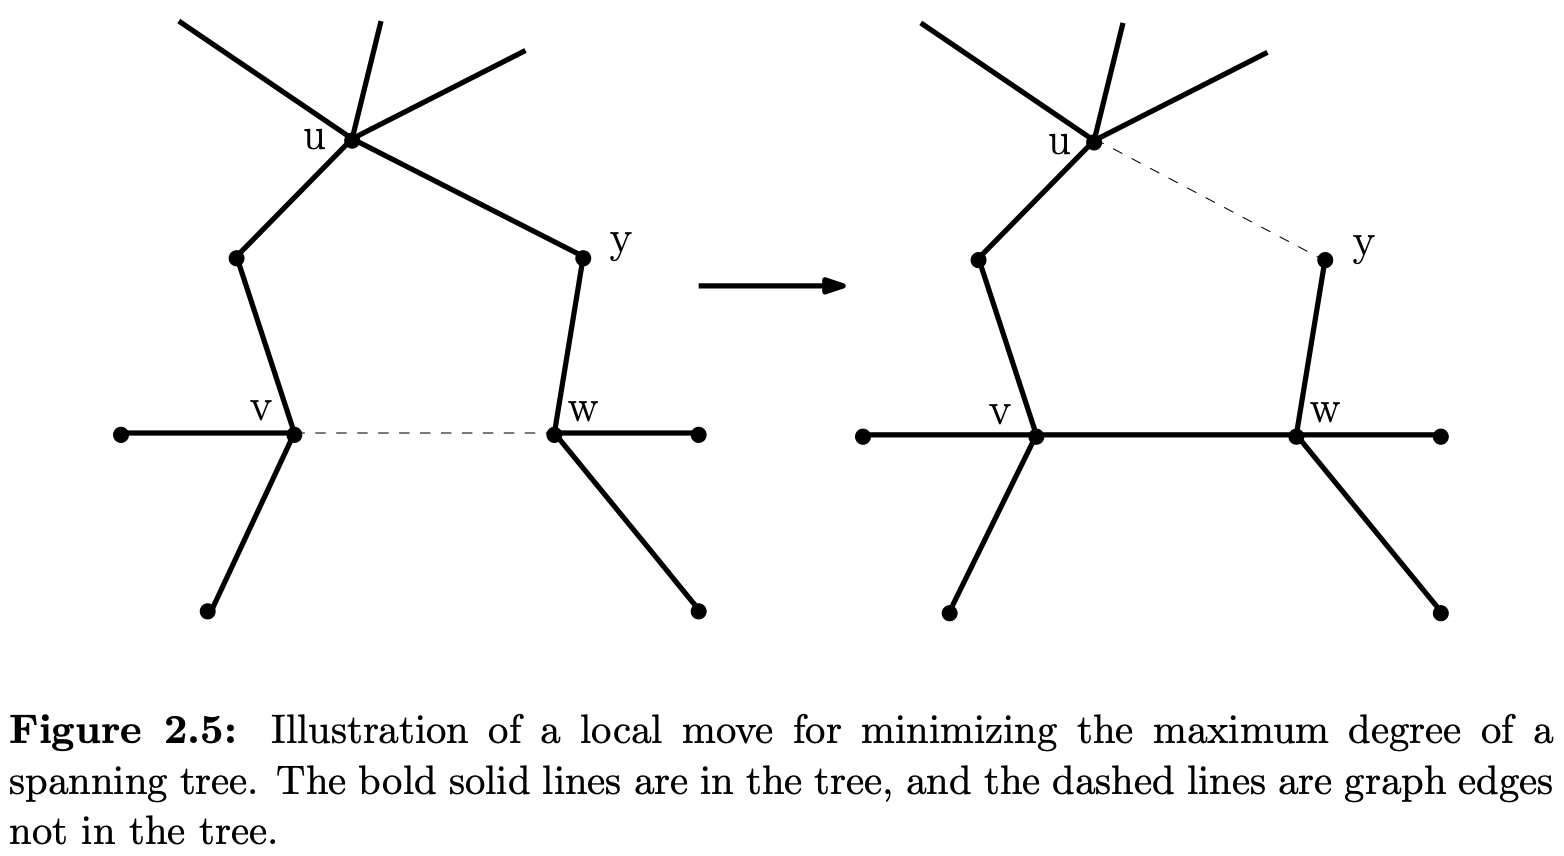 u
u
y
y
v
w
v
w
Figure 2.5: Illustration of a local move for minimizing the maximum degree of a
spanning tree. The bold solid lines are in the tree, and the dashed lines are graph edges
not in the tree.